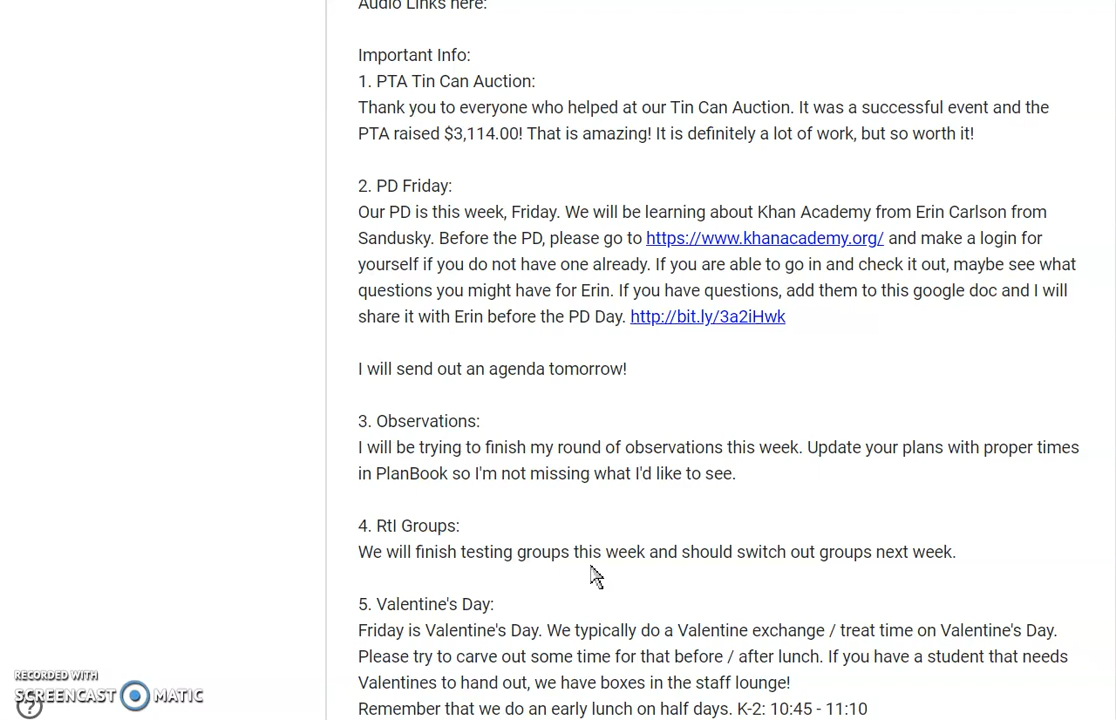 Audio Links here:
Important Info:
1. PTA Tin Can Auction:
Thank you to everyone who helped at our Tin Can Auction. It was a successful event and the
PTA raised $3,114.00! That is amazing! It is definitely a lot of work, but so worth it!
2. PD Friday:
Our PD is this week, Friday. We will be learning about Khan Academy from Erin Carlson from
Sandusky. Before the PD, please go to https://www.khanacademy.org/ and make a login for
yourself if you do not have one already. If you are able to go in and check it out, maybe see what
questions you might have for Erin. If you have questions, add them to this google doc and I will
share it with Erin before the PD Day. http://bit.ly/3a2iHwk
I will send out an agenda tomorrow!
3. Observations:
I will be trying to finish my round of observations this week. Update your plans with proper times
in PlanBook so I'm not missing what I'd like to see.
4. RtI Groups:
We will finish testing groups this week and should switch out groups next week.
5. Valentine's Day:
Friday is Valentine's Day. We typically do a Valentine exchange / treat time on Valentine's Day.
Please try to carve out some time for that before / after lunch. If you have a student that needs
Valentines to hand out, we have boxes in the staff lounge!
Remember that we do an early lunch on half days. K-2: 10:45 - 11:10
RECORDED WITH
SCREENCAST MATIC
?